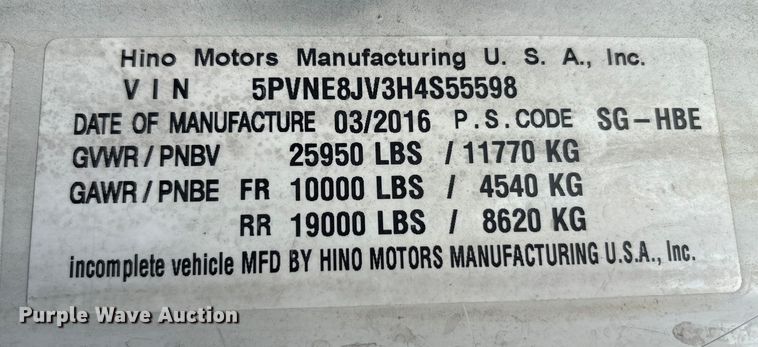 Hino Motors Manufacturing U. S. A., Inc.
VIN 5PVNE8JV3H4S55598
DATE OF MANUFACTURE 03/2016 P.S.CODE SG-HBE
GVWR/PNBV 25950 LBS / 11770 KG
GAWR/PNBE FR 10000 LBS / 4540 KG
RR 19000 LBS / 8620 KG
incomplete vehicle MFD BY HINO MOTORS MANUFACTURING U.S.A., Inc.
Purple Wave Auction